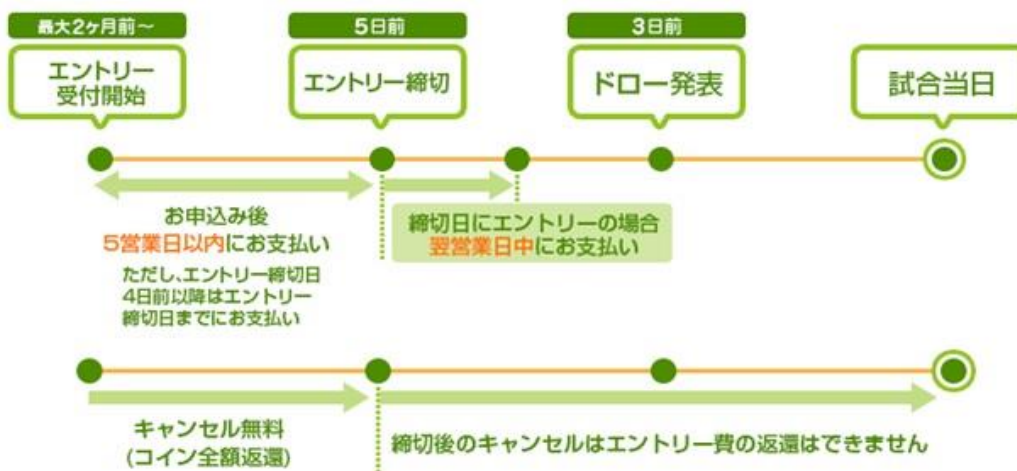 最大2ヶ月前～
エントリー
受付開始
5日前
エントリー締切
3日前
ドロー発表
試合当日
お申込み後
5営業日以内にお支払い
ただし、エントリー締切日
4日前以降はエントリー
締切日までにお支払い
締切日にエントリーの場合
翌営業日中にお支払い
キャンセル無料
(コイン全額返還)
締切後のキャンセルはエントリー費の返還はできません